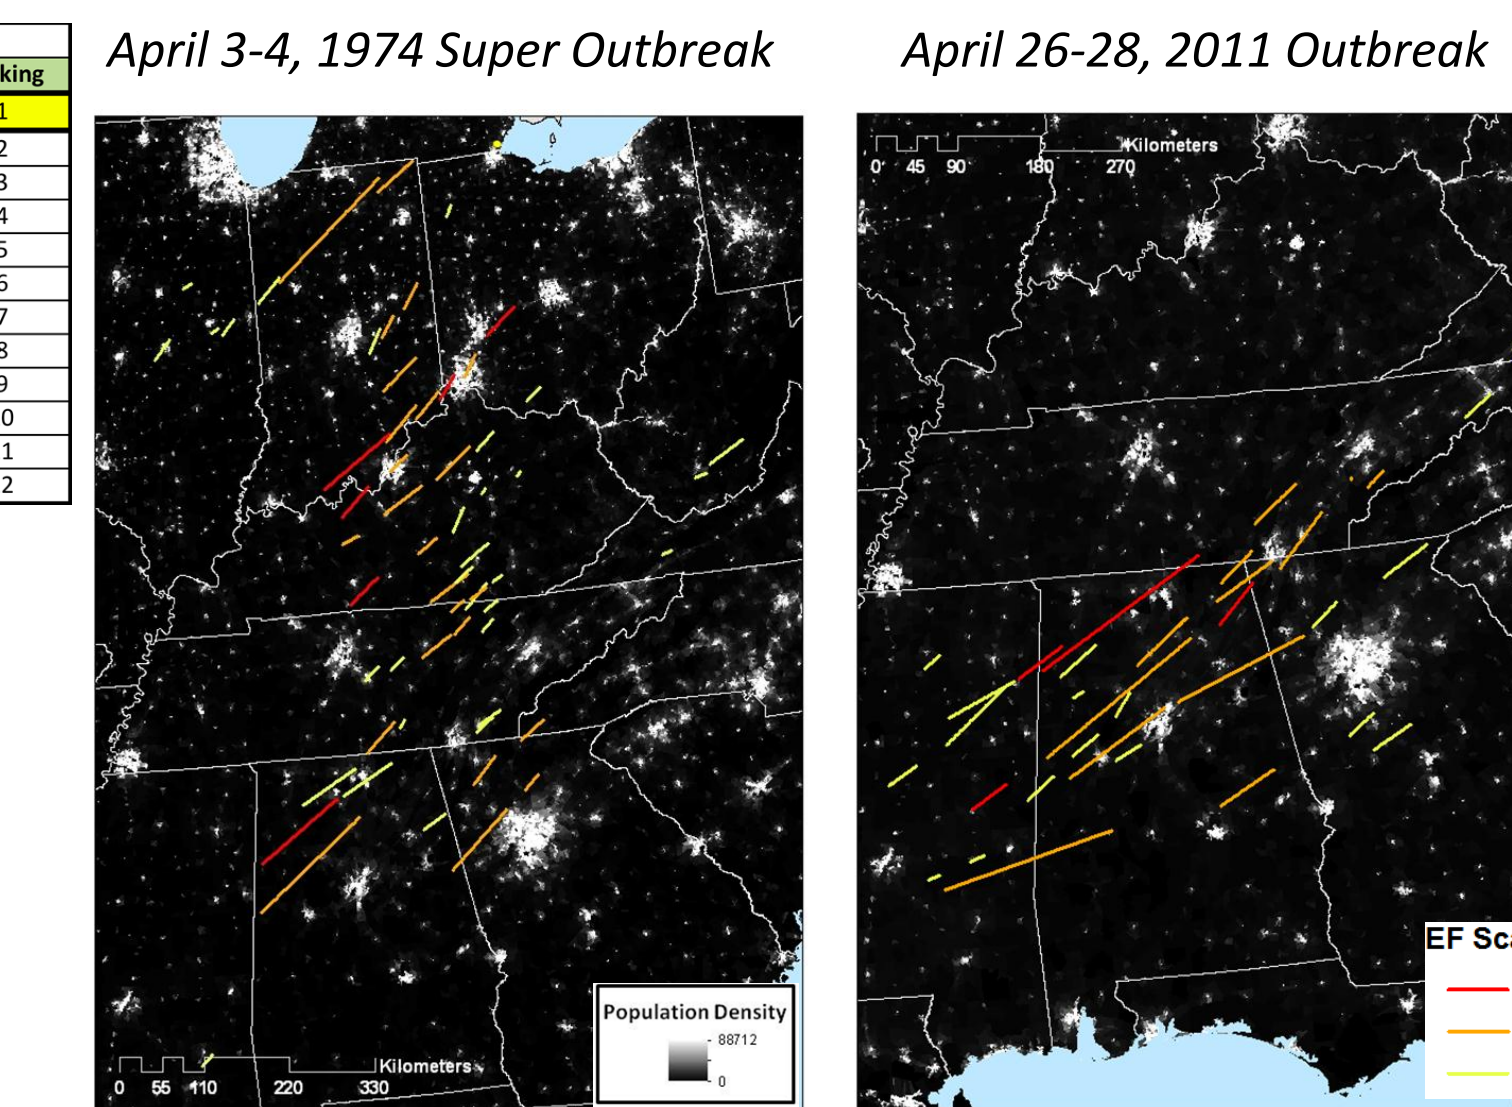 April 3-4, 1974 Super Outbreak
April 26-28, 2011 Outbreak
king
1
2
3
4
5
6
7
8
9
0
1
2
Kilometers
0 45 90 180 270
Population Density
88712
0
Kilometers
0 55 110 220 330
EF Sca